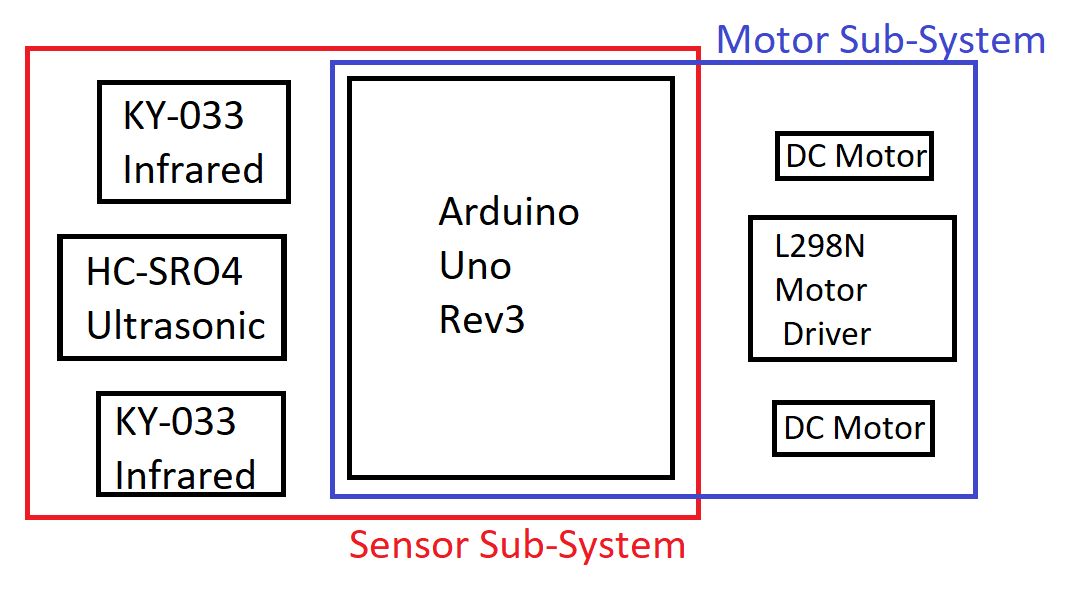 Motor Sub-System
KY-033
Infrared
HC-SRO4
Ultrasonic
KY-033
Infrared
Arduino
Uno
Rev3
DC Motor
L298N
Motor
Driver
DC Motor
Sensor Sub-System